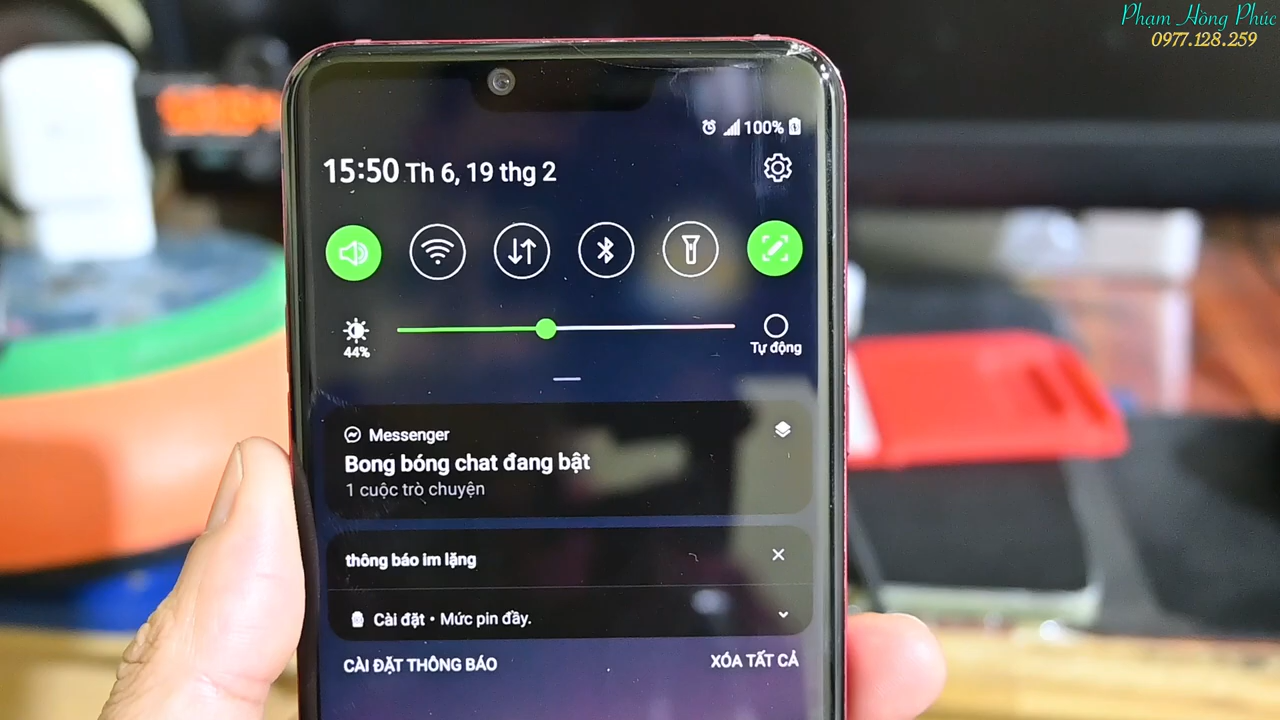 Phạm Hồng Phúc
0977.128.259
100%
15:50 Th 6, 19 thg 2
44%
Tự động
Messenger
Bong bóng chat đang bật
1 cuộc trò chuyện
thông báo im lặng
Cài đặt • Mức pin đầy.
CÀI ĐẶT THÔNG BÁO
XÓA TẤT CẢ